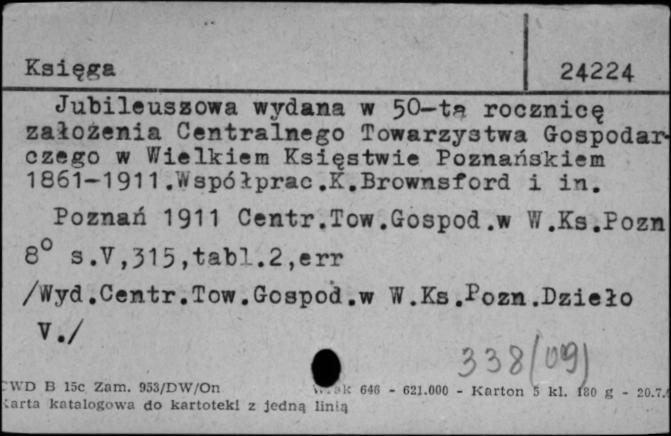 Księga 24224
Jubileuszowa wydana w 50-tą rocznicę
założenia Centralnego Towarzystwa Gospodar-
czego w Wielkiem Księstwie Poznańskiem
1861-1911.Współprac.K.Brownsford i in.
Poznań 1911 Centr.Tow.Gospod.w W.Ks.Pozn
8° s.V,315,tabl.2,err
/Wyd.Centr.Tow.Gospod.w W.Ks.Pozn.Dzieło
V./
338(09)
CWD B 15c Zam. 953/DW/On 646 - 621.000 - Karton 5 kl. 180 g - 20.7.
Karta katalogowa do kartoteki z jedną linią